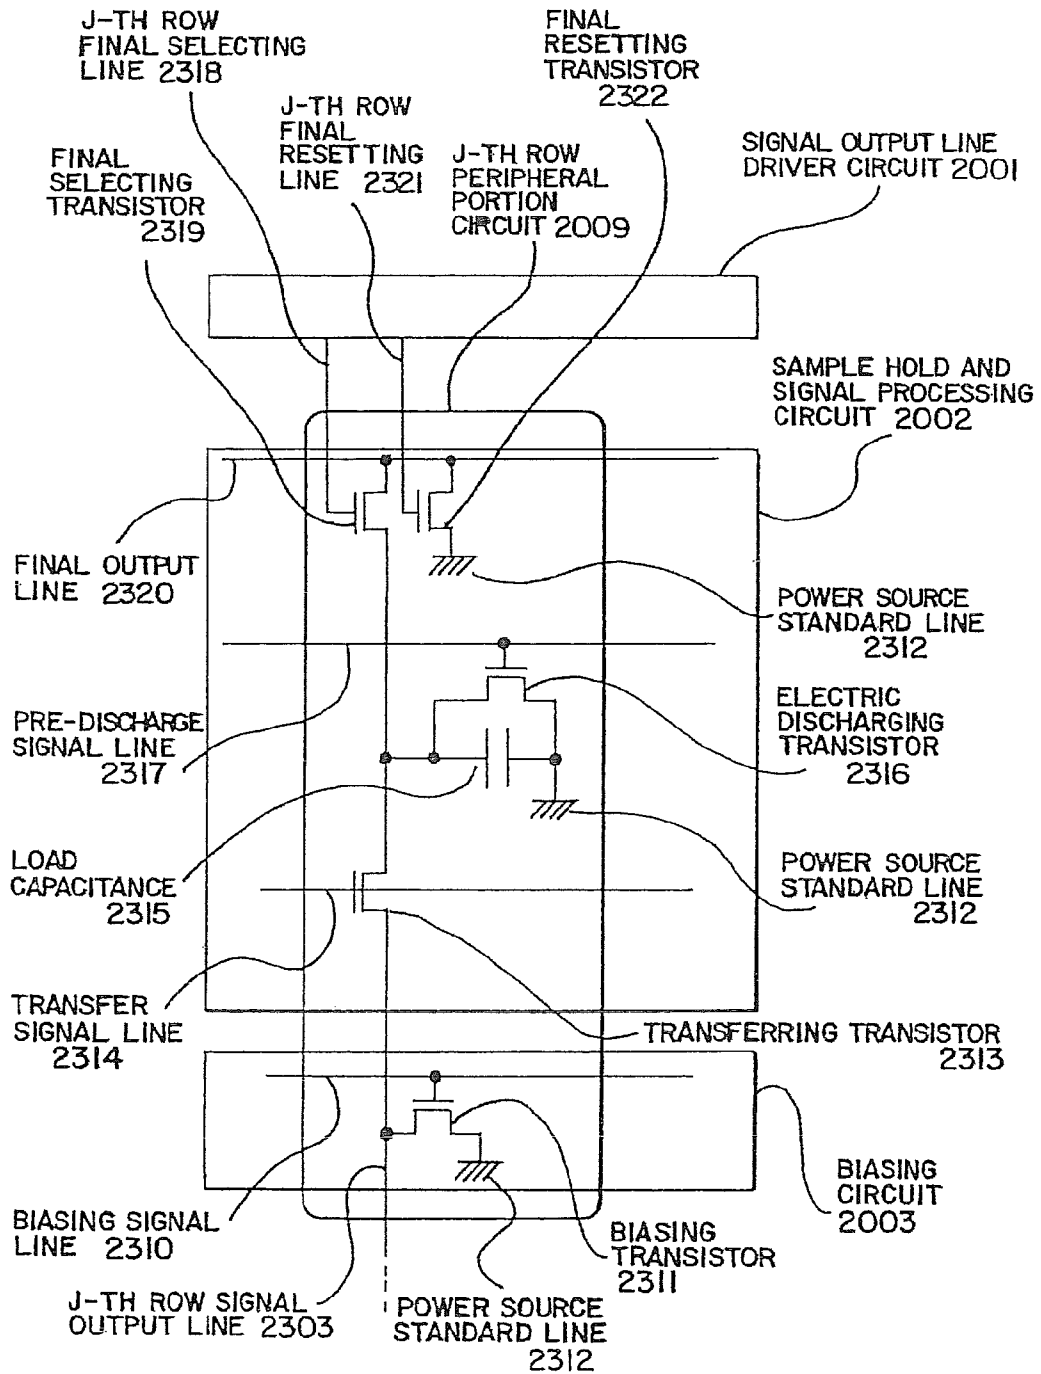 J-TH ROW
FINAL SELECTING
LINE 2318
FINAL
RESETTING
TRANSISTOR
2322
J-TH ROW
FINAL
RESETTING
LINE 2321
SIGNAL OUTPUT LINE
DRIVER CIRCUIT 2001
FINAL
SELECTING
TRANSISTOR
2319
J-TH ROW
PERIPHERAL
PORTION
CIRCUIT 2009
SAMPLE HOLD AND
SIGNAL PROCESSING
CIRCUIT 2002
FINAL OUTPUT
LINE 2320
POWER SOURCE
STANDARD LINE
2312
PRE-DISCHARGE
SIGNAL LINE
2317
ELECTRIC
DISCHARGING
TRANSISTOR
2316
LOAD
CAPACITANCE
2315
POWER SOURCE
STANDARD LINE
2312
TRANSFER
SIGNAL LINE
2314
TRANSFERRING TRANSISTOR
2313
BIASING
CIRCUIT
2003
BIASING SIGNAL
LINE 2310
BIASING
TRANSISTOR
2311
J-TH ROW SIGNAL
OUTPUT LINE 2303
POWER SOURCE
STANDARD LINE
2312